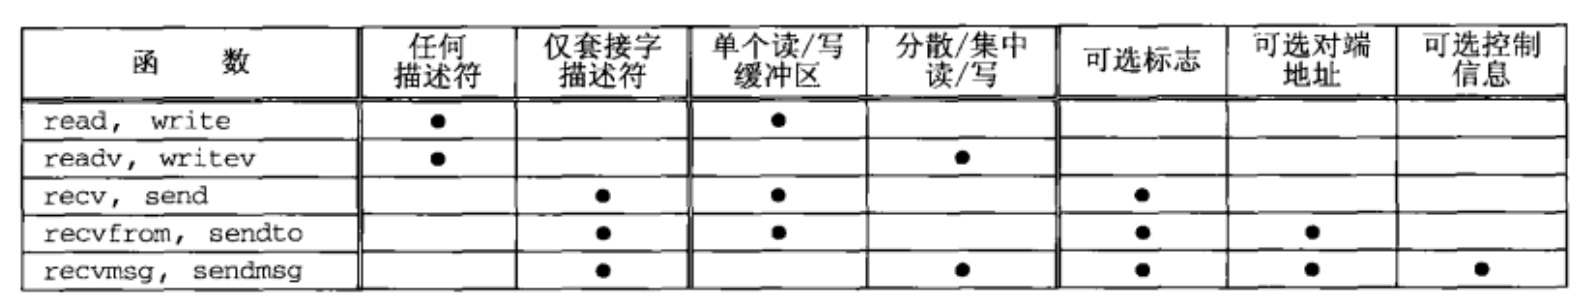 函 数 任何描述符 仅套接字描述符 单个读/写缓冲区 分散/集中读/写 可选标志 可选对端地址 可选控制信息
read, write ● ●
readv, writev ● ●
recv, send ● ● ●
recvfrom, sendto ● ● ● ●
recvmsg, sendmsg ● ● ● ● ●